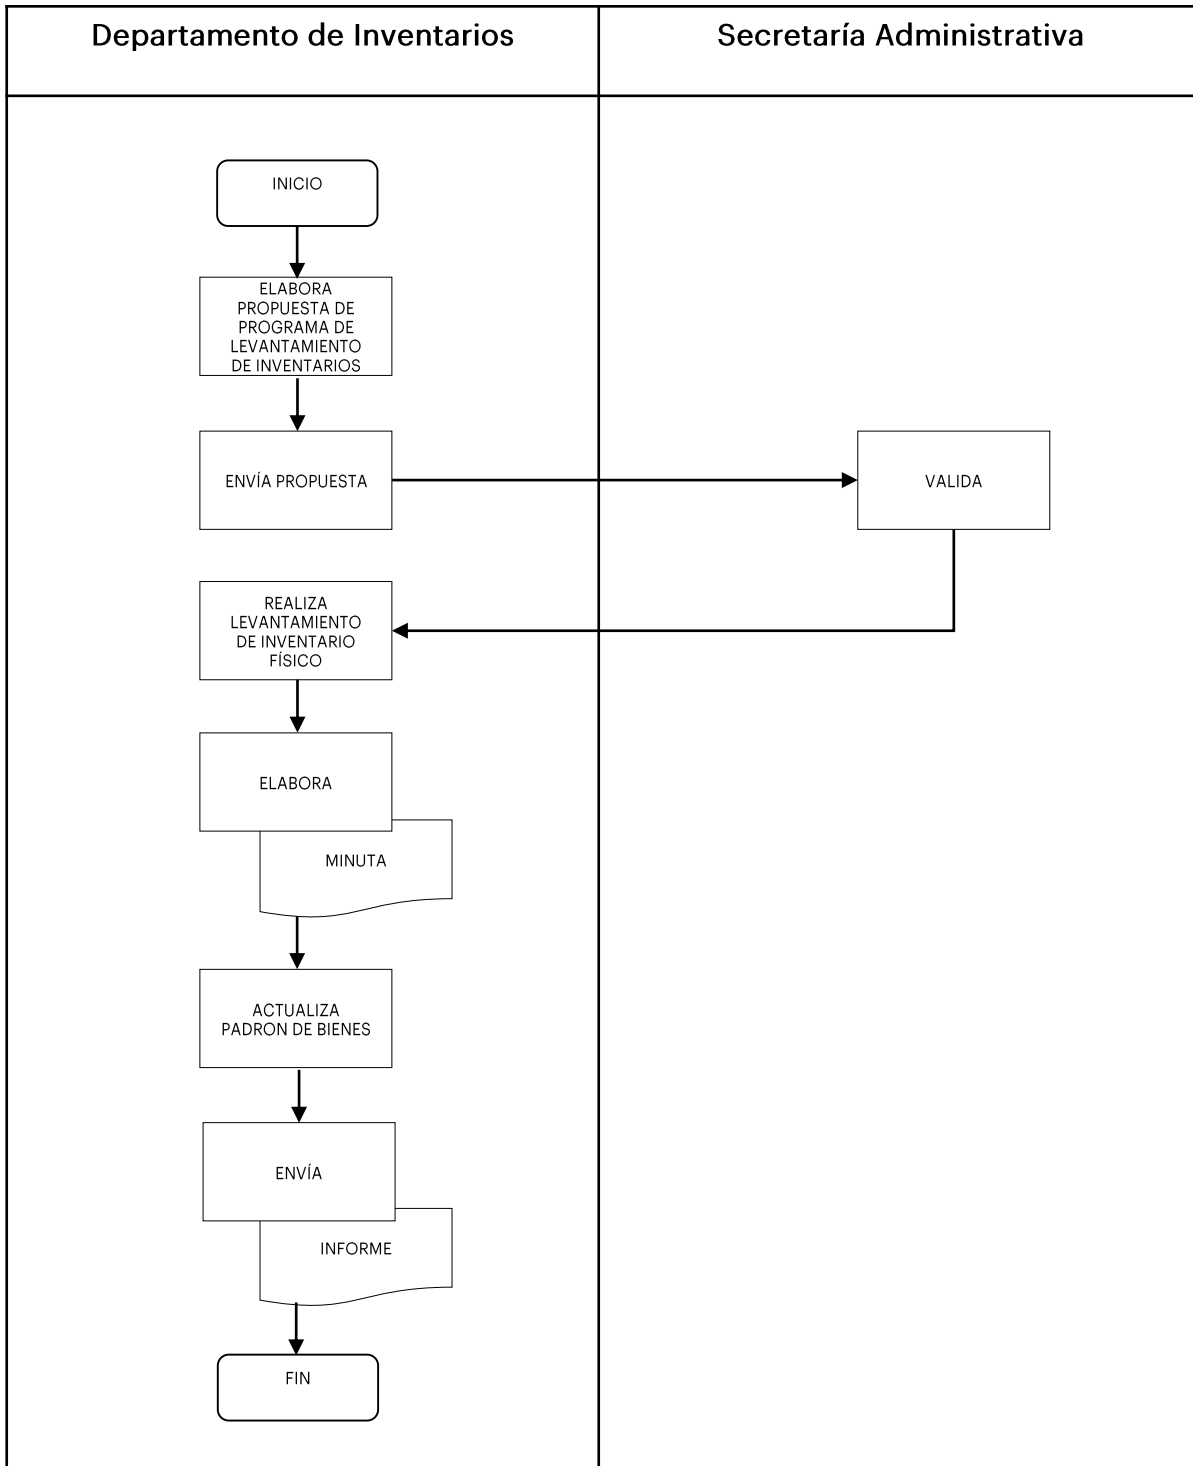 Departamento de Inventarios
Secretaría Administrativa
INICIO
ELABORA
PROPUESTA DE
PROGRAMA DE
LEVANTAMIENTO
DE INVENTARIOS
ENVÍA PROPUESTA
VALIDA
REALIZA
LEVANTAMIENTO
DE INVENTARIO
FÍSICO
ELABORA
MINUTA
ACTUALIZA
PADRON DE BIENES
ENVÍA
INFORME
FIN